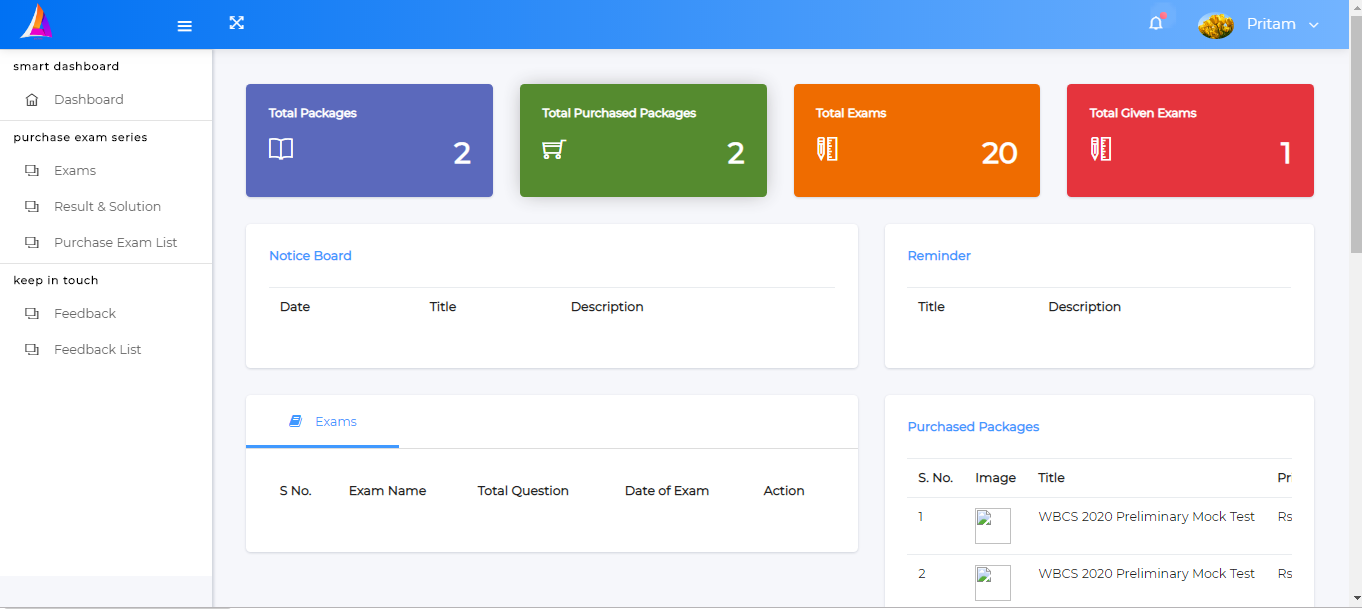 Pritam
smart dashboard
Dashboard
purchase exam series
Exams
Result & Solution
Purchase Exam List
keep in touch
Feedback
Feedback List
Total Packages
2
Total Purchased Packages
2
Total Exams
20
Total Given Exams
1
Notice Board
Date Title Description
Reminder
Title Description
Exams
S No. Exam Name Total Question Date of Exam Action
Purchased Packages
S. No. Image Title Pr
1 WBCS 2020 Preliminary Mock Test Rs
2 WBCS 2020 Preliminary Mock Test Rs